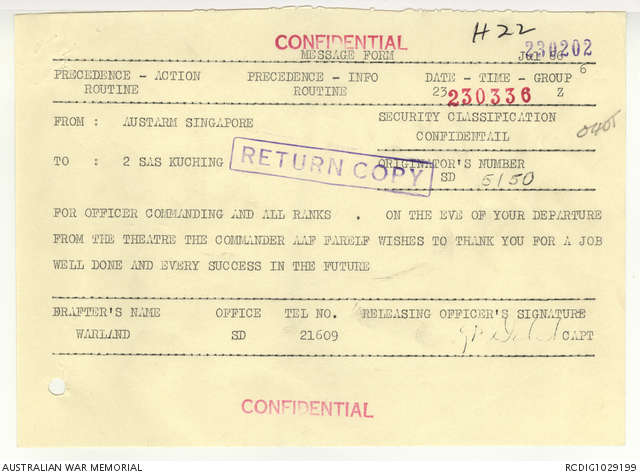 H22
CONFIDENTIAL
MESSAGE FORM
230202
PRECEDENCE - ACTION PRECEDENCE - INFO DATE - TIME - GROUP 6
ROUTINE ROUTINE 23 230336 Z
FROM : AUSTARM SINGAPORE SECURITY CLASSIFICATION
CONFIDENTAIL
TO : 2 SAS KUCHING ORIGINATOR'S NUMBER
RETURN COPY
SD 5150
FOR OFFICER COMMANDING AND ALL RANKS . ON THE EVE OF YOUR DEPARTURE
FROM THE THEATRE THE COMMANDER AAF FARELF WISHES TO THANK YOU FOR A JOB
WELL DONE AND EVERY SUCCESS IN THE FUTURE
DRAFTER'S NAME OFFICE TEL NO. RELEASING OFFICER'S SIGNATURE
WARLAND SD 21609 CAPT
CONFIDENTIAL
AUSTRALIAN WAR MEMORIAL RCDIG1029199